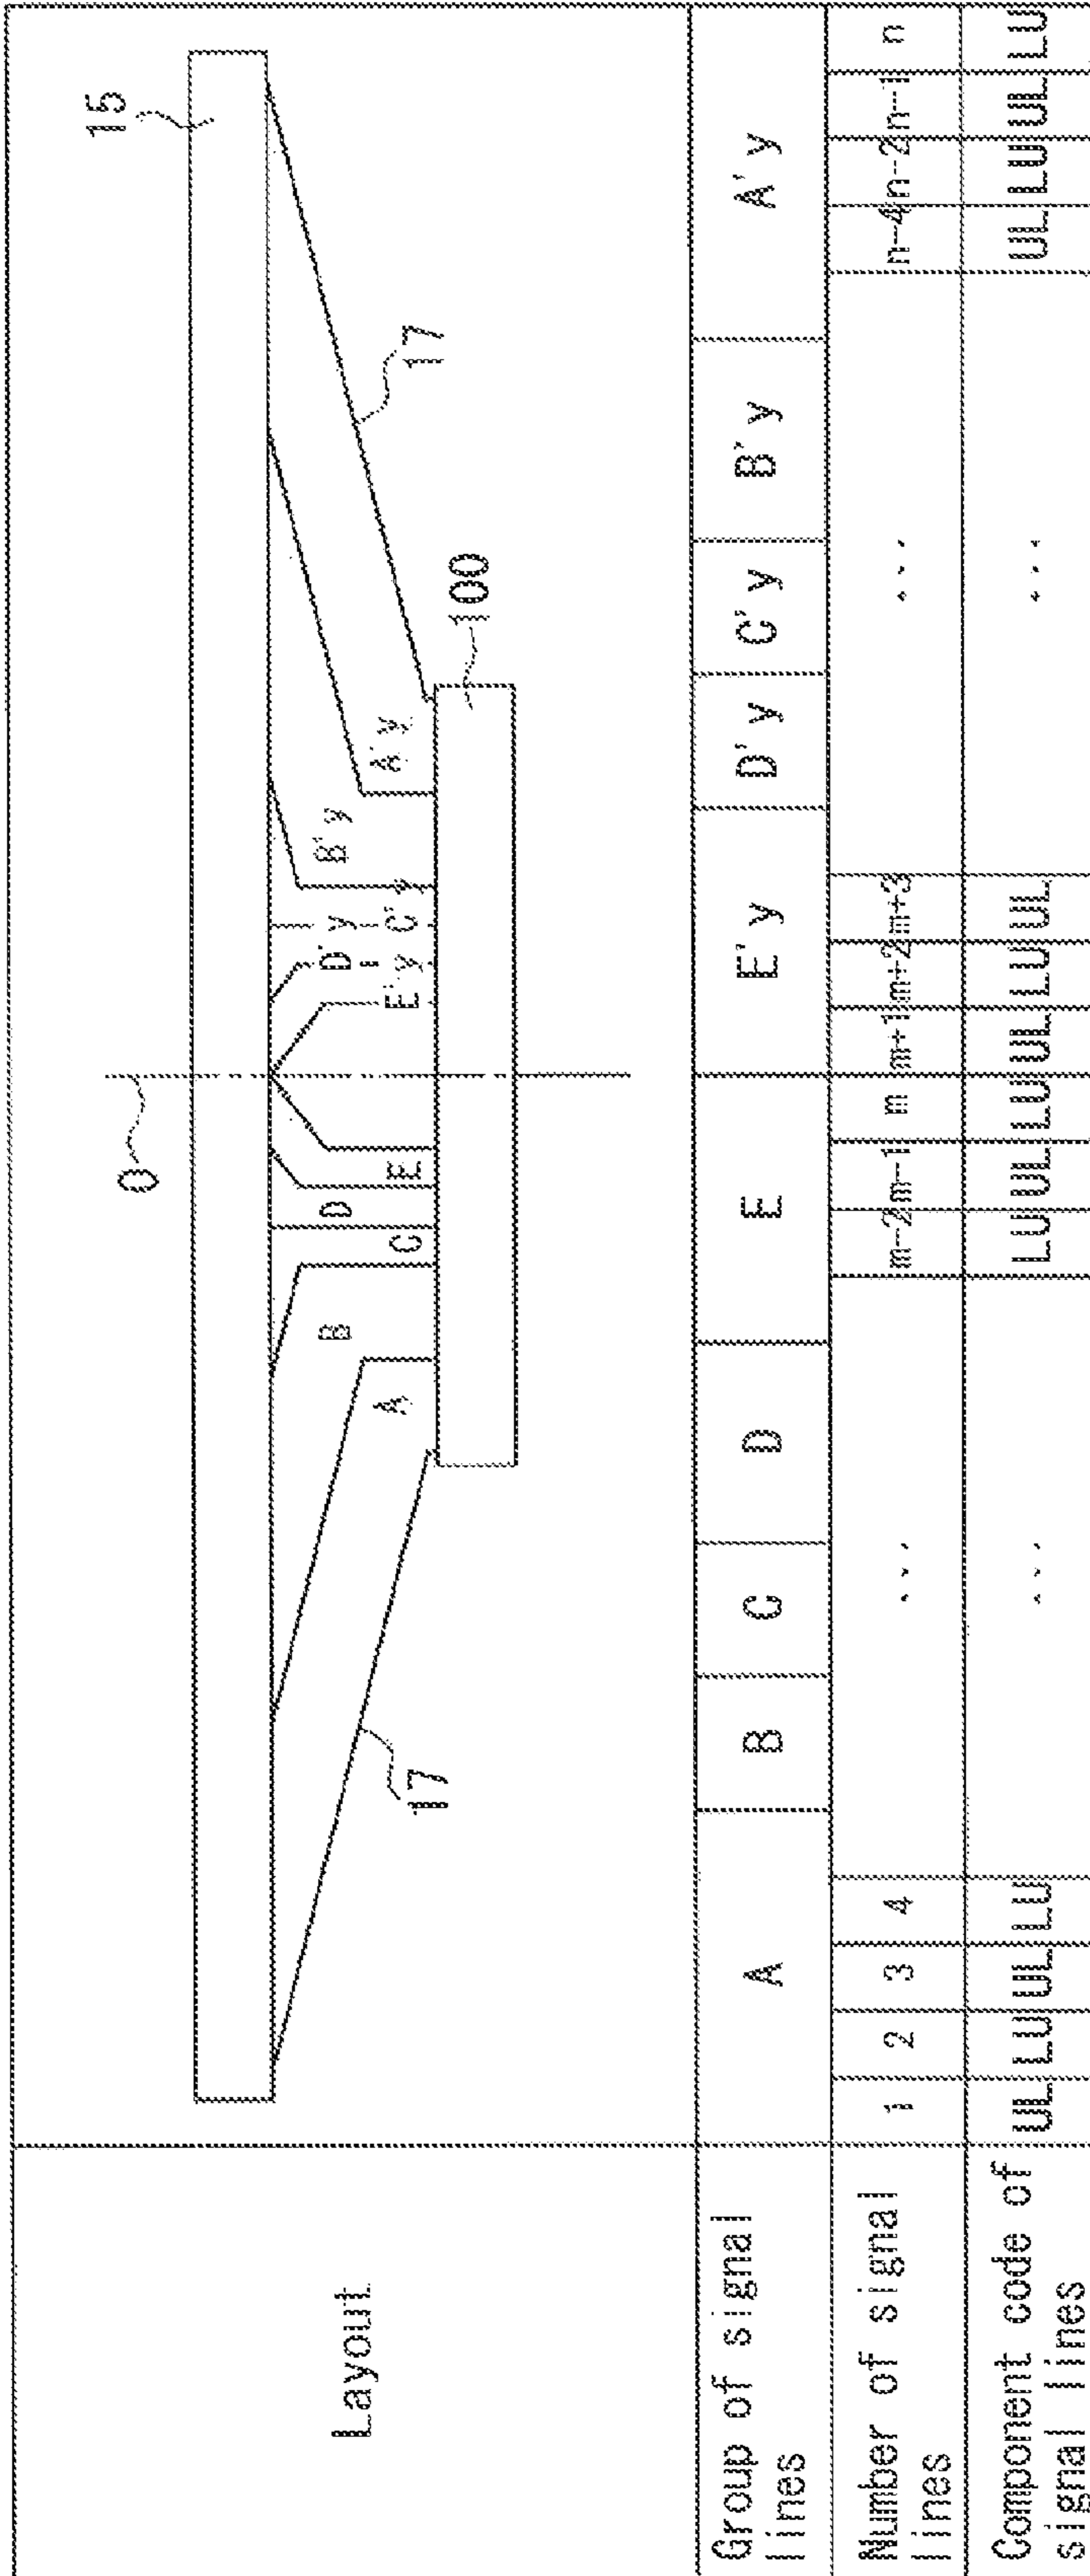 Layout
15
0
17
17
100
A
B
C
D
E
E'y
D'y
C'y
B'y
A'y
Group of signal
lines
A
B
C
D
E
E'y
D'y
C'y
B'y
A'y
Number of signal
lines
1
2
3
4
...
m-2
m-1
m
m+1
m+2
m+3
...
n-4
n-2
n-1
n
Component code of
signal lines
UL
LU
UL
LU
...
LU
UL
LU
UL
LU
UL
...
UL
LU
UL
LU